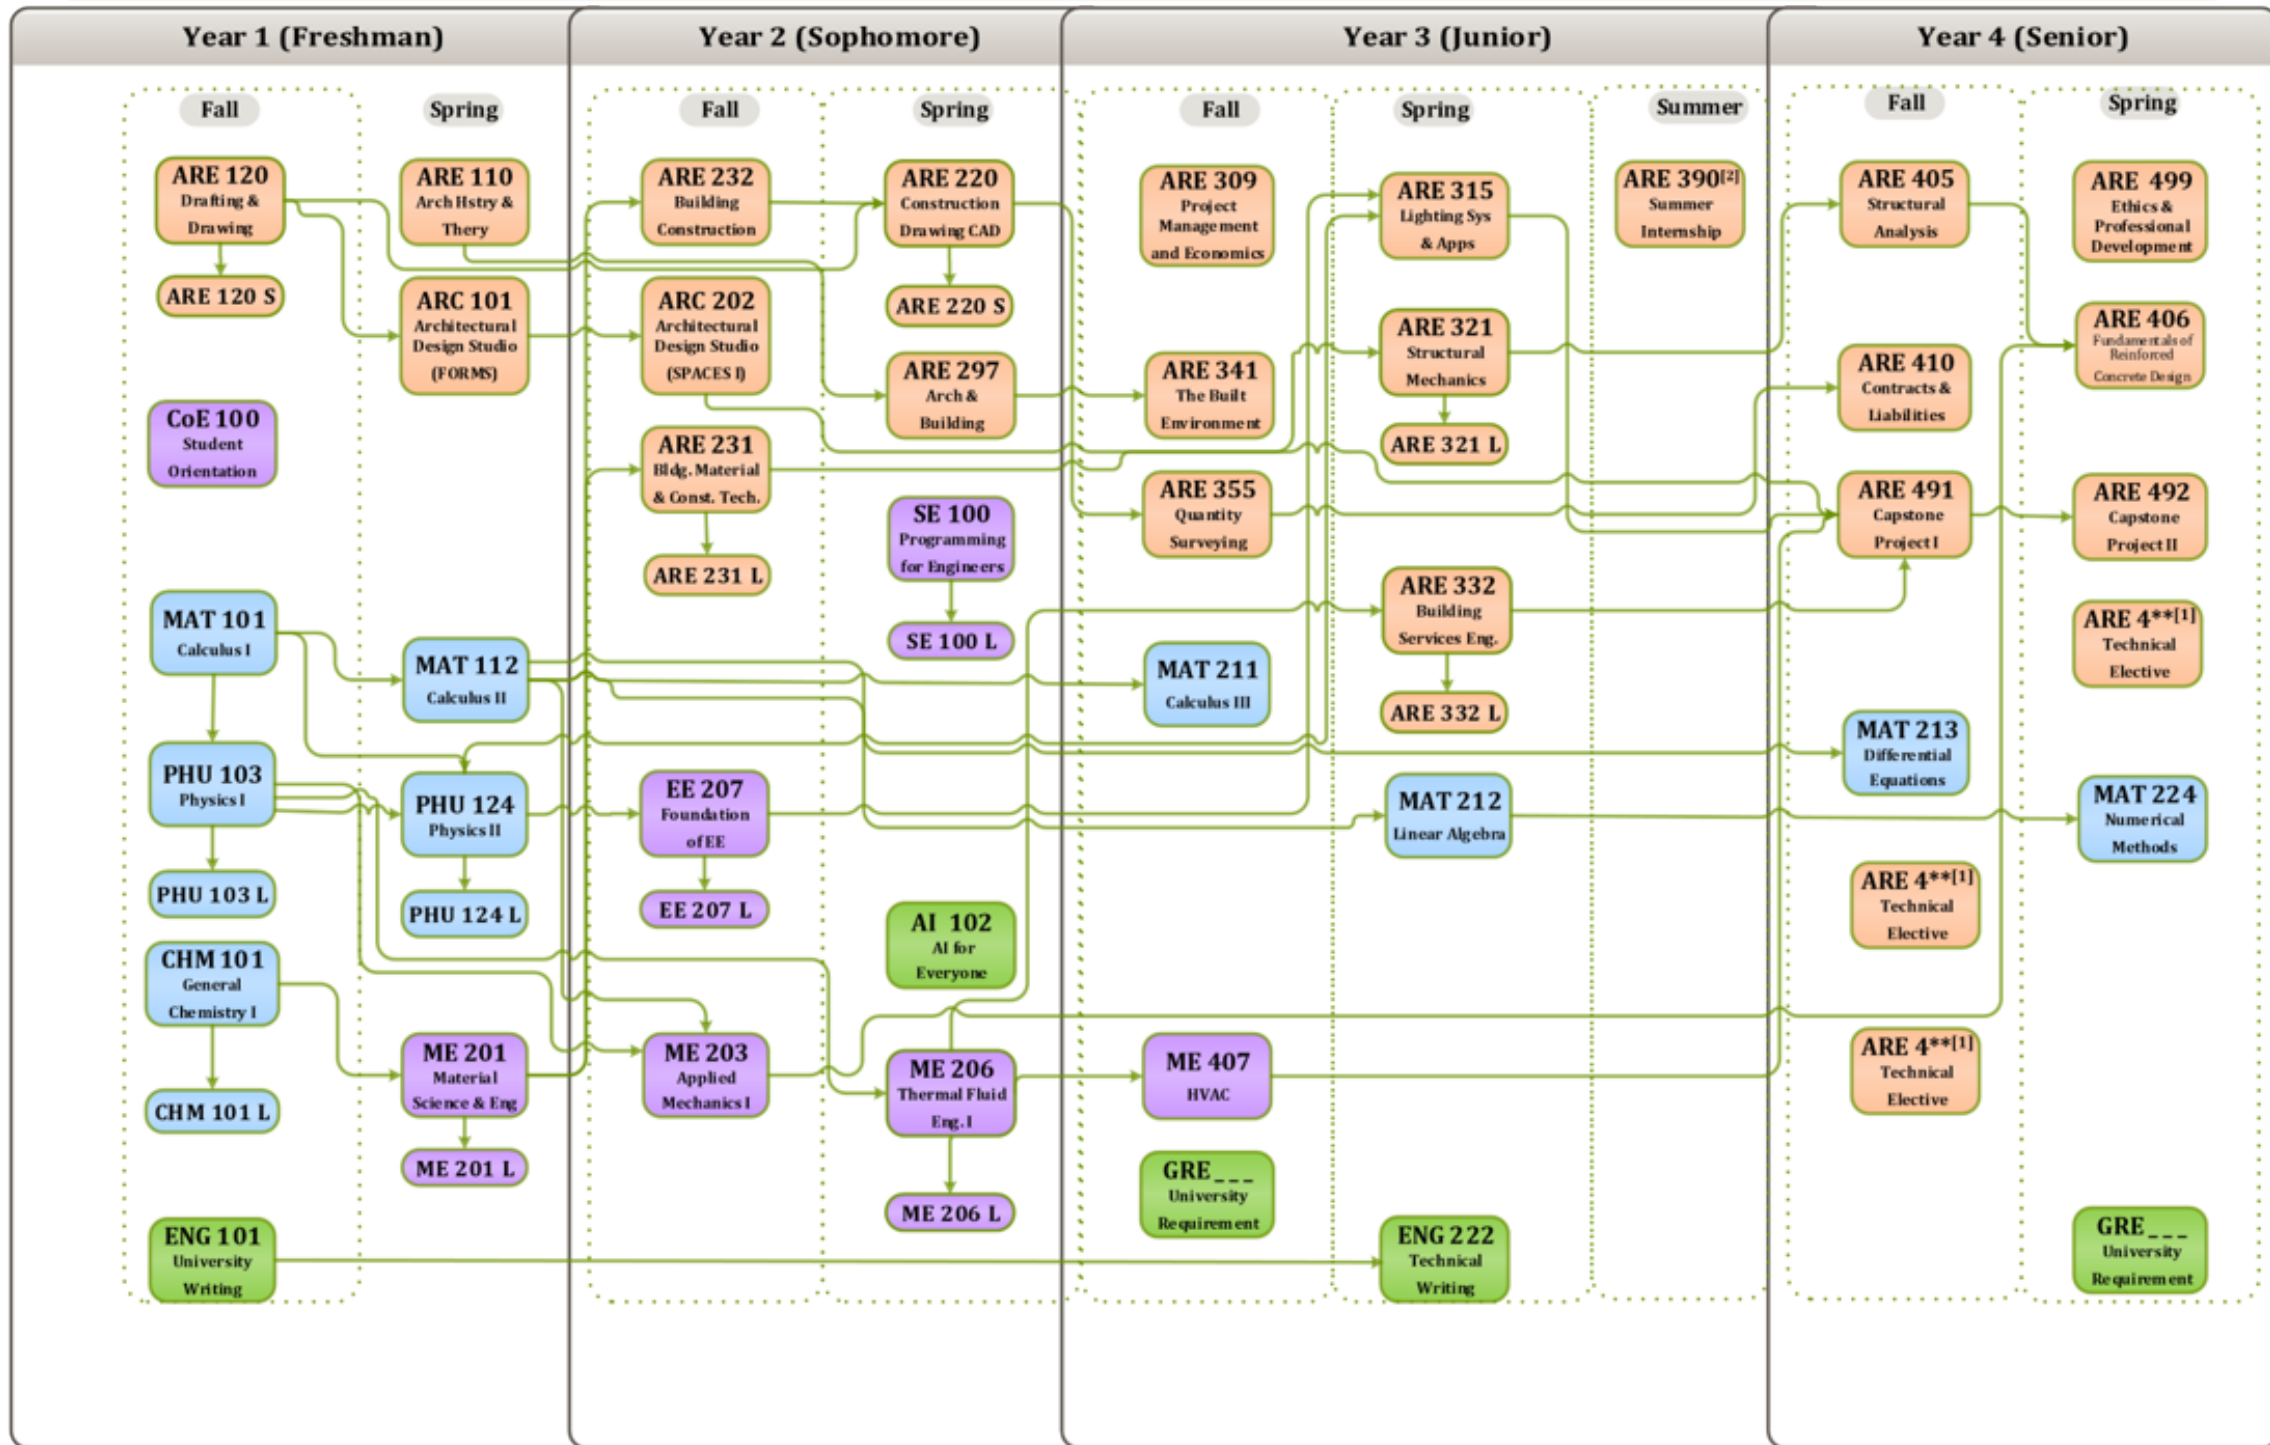 Year 1 (Freshman)
Year 2 (Sophomore)
Year 3 (Junior)
Year 4 (Senior)
Fall
Spring
Fall
Spring
Fall
Spring
Summer
Fall
Spring
ARE 120
Drafting &
Drawing
ARE 120 S
CoE 100
Student
Orientation
MAT 101
Calculus I
PHU 103
Physics I
PHU 103 L
CHM 101
General
Chemistry I
CHM 101 L
ENG 101
University
Writing
ARE 110
Arch Hstry &
Thery
ARC 101
Architectural
Design Studio
(FORMS)
MAT 112
Calculus II
PHU 124
Physics II
PHU 124 L
ME 201
Material
Science & Eng
ME 201 L
ARE 232
Building
Construction
ARC 202
Architectural
Design Studio
(SPACES I)
ARE 231
Bldg. Material
& Const. Tech.
ARE 231 L
EE 207
Foundation
of EE
EE 207 L
ME 203
Applied
Mechanics I
ARE 220
Construction
Drawing CAD
ARE 220 S
ARE 297
Arch &
Building
SE 100
Programming
for Engineers
SE 100 L
AI 102
AI for
Everyone
ME 206
Thermal Fluid
Eng. I
ME 206 L
ARE 309
Project
Management
and Economics
ARE 341
The Built
Environment
ARE 355
Quantity
Surveying
MAT 211
Calculus III
ME 407
HVAC
GRE_ _ _
University
Requirement
ARE 315
Lighting Sys
& Apps
ARE 321
Structural
Mechanics
ARE 321 L
ARE 332
Building
Services Eng.
ARE 332 L
MAT 212
Linear Algebra
ENG 222
Technical
Writing
ARE 390[2]
Summer
Internship
ARE 405
Structural
Analysis
ARE 410
Contracts &
Liabilities
ARE 491
Capstone
Project I
MAT 213
Differential
Equations
ARE 4**[1]
Technical
Elective
ARE 4**[1]
Technical
Elective
ARE 499
Ethics &
Professional
Development
ARE 406
Fundamentals of
Reinforced
Concrete Design
ARE 492
Capstone
Project II
ARE 4**[1]
Technical
Elective
MAT 224
Numerical
Methods
GRE_ _ _
University
Requirement